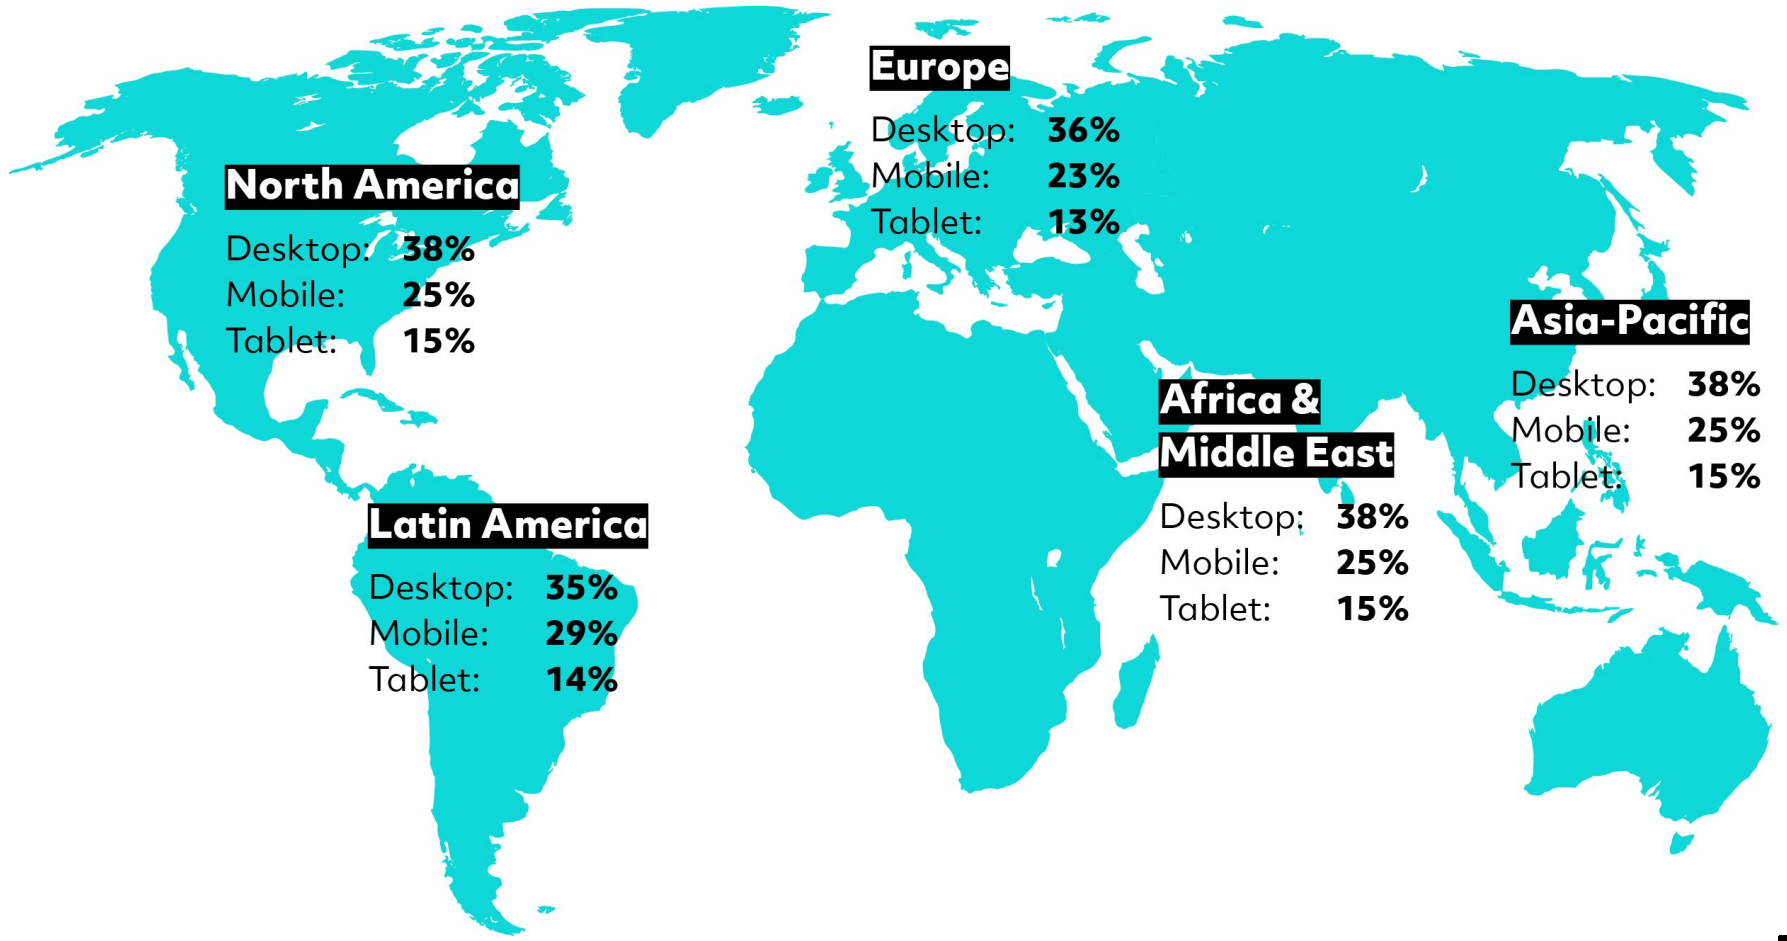 Europe
Desktop: 36%
Mobile: 23%
Tablet: 13%
North America
Desktop: 38%
Mobile: 25%
Tablet: 15%
Asia-Pacific
Desktop: 38%
Mobile: 25%
Tablet: 15%
Africa &
Middle East
Desktop: 38%
Mobile: 25%
Tablet: 15%
Latin America
Desktop: 35%
Mobile: 29%
Tablet: 14%